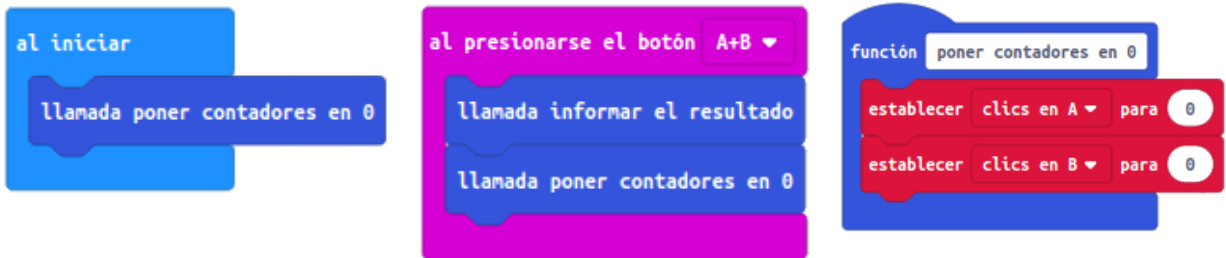 al iniciar
llamada poner contadores en 0
al presionarse el botón A+B
llamada informar el resultado
llamada poner contadores en 0
función poner contadores en 0
establecer clics en A para 0
establecer clics en B para 0